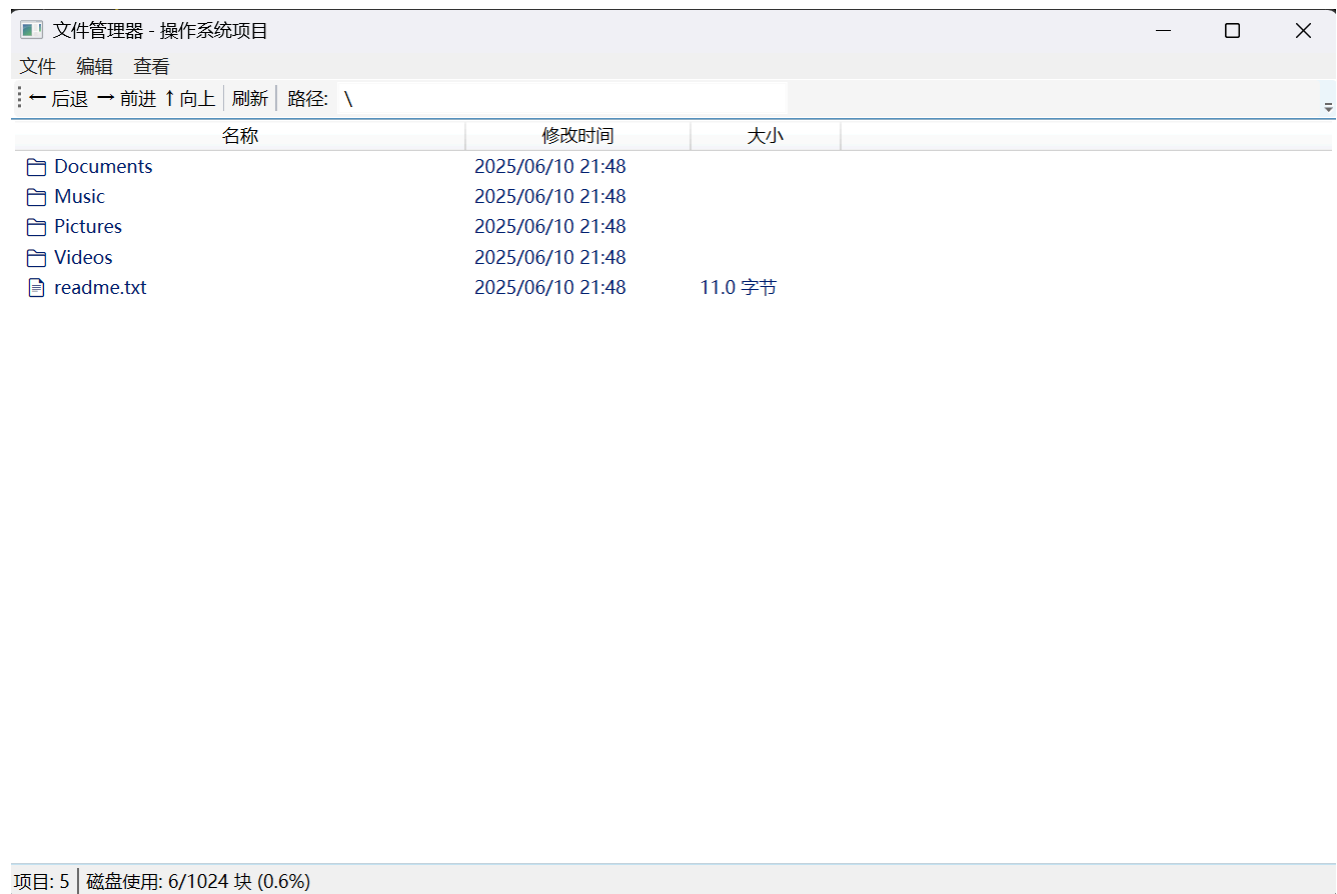 文件管理器 - 操作系统项目
文件 编辑 查看
← 后退 → 前进 ↑ 向上 刷新 路径: \
名称 修改时间 大小
Documents 2025/06/10 21:48
Music 2025/06/10 21:48
Pictures 2025/06/10 21:48
Videos 2025/06/10 21:48
readme.txt 2025/06/10 21:48 11.0 字节
项目: 5 磁盘使用: 6/1024 块 (0.6%)